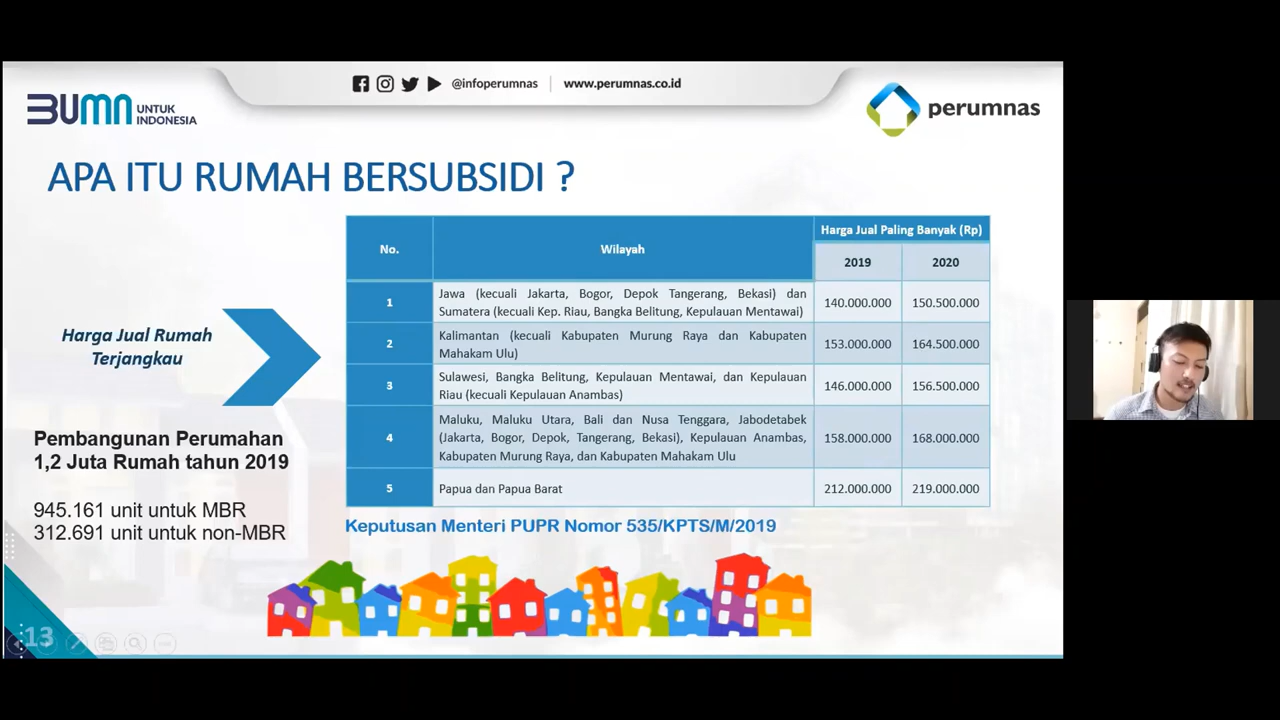 @infoperumnas
www.perumnas.co.id
BUMN UNTUK
INDONESIA
perumnas
APA ITU RUMAH BERSUBSIDI ?
No.
Wilayah
Harga Jual Paling Banyak (Rp)
2019
2020
1
Jawa (kecuali Jakarta, Bogor, Depok Tangerang, Bekasi) dan
Sumatera (kecuali Kep. Riau, Bangka Belitung, Kepulauan Mentawai)
140.000.000
150.500.000
2
Kalimantan (kecuali Kabupaten Murung Raya dan Kabupaten
Mahakam Ulu)
153.000.000
164.500.000
3
Sulawesi, Bangka Belitung, Kepulauan Mentawai, dan Kepulauan
Riau (kecuali Kepulauan Anambas)
146.000.000
156.500.000
4
Maluku, Maluku Utara, Bali dan Nusa Tenggara, Jabodetabek
(Jakarta, Bogor, Depok, Tangerang, Bekasi), Kepulauan Anambas,
Kabupaten Murung Raya, dan Kabupaten Mahakam Ulu
158.000.000
168.000.000
5
Papua dan Papua Barat
212.000.000
219.000.000
Keputusan Menteri PUPR Nomor 535/KPTS/M/2019
Harga Jual Rumah
Terjangkau
Pembangunan Perumahan
1,2 Juta Rumah tahun 2019
945.161 unit untuk MBR
312.691 unit untuk non-MBR
13